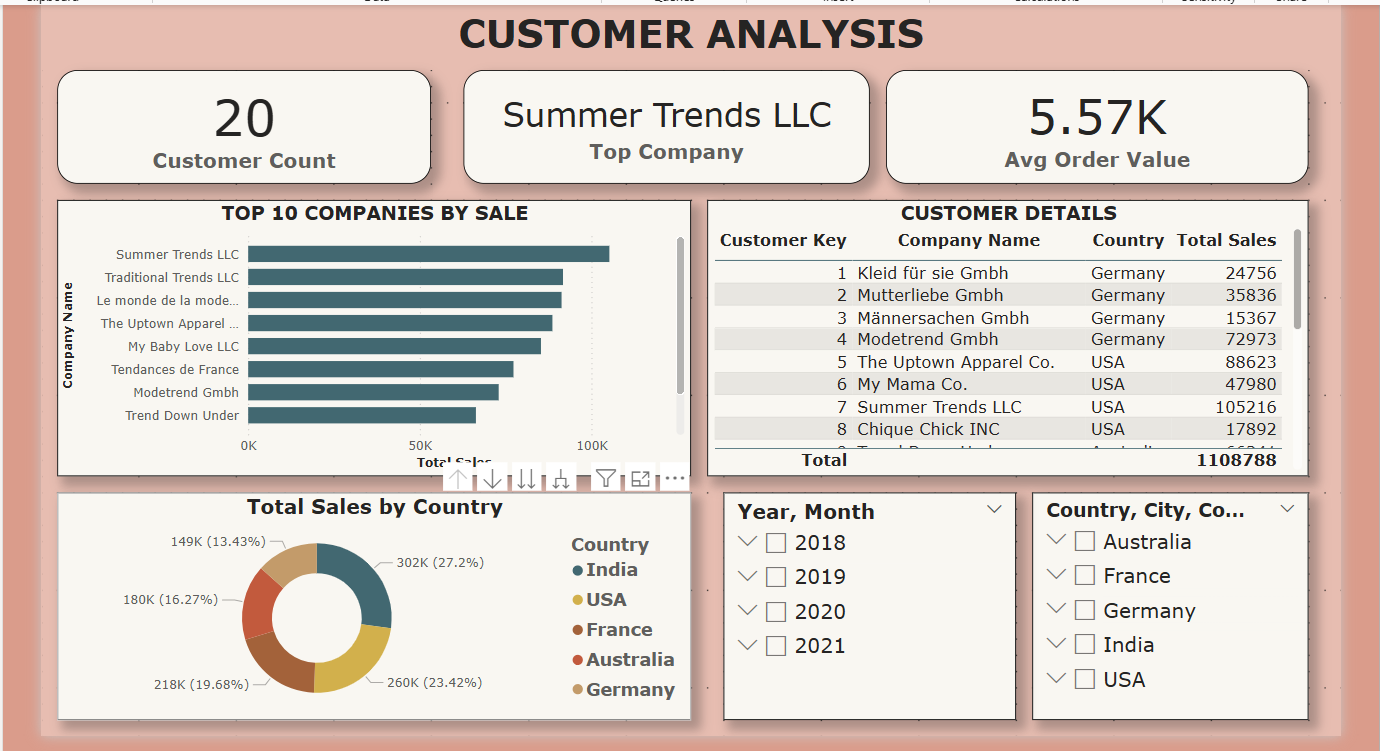 CUSTOMER ANALYSIS
20
Customer Count
Summer Trends LLC
Top Company
5.57K
Avg Order Value
TOP 10 COMPANIES BY SALE
Company Name
Summer Trends LLC
Traditional Trends LLC
Le monde de la mode...
The Uptown Apparel ...
My Baby Love LLC
Tendances de France
Modetrend Gmbh
Trend Down Under
0K 50K 100K
Total Sales
CUSTOMER DETAILS
Customer Key Company Name Country Total Sales
1 Kleid für sie Gmbh Germany 24756
2 Mutterliebe Gmbh Germany 35836
3 Männersachen Gmbh Germany 15367
4 Modetrend Gmbh Germany 72973
5 The Uptown Apparel Co. USA 88623
6 My Mama Co. USA 47980
7 Summer Trends LLC USA 105216
8 Chique Chick INC USA 17892
Total 1108788
Total Sales by Country
149K (13.43%)
302K (27.2%)
180K (16.27%)
218K (19.68%)
260K (23.42%)
Country
India
USA
France
Australia
Germany
Year, Month
2018
2019
2020
2021
Country, City, Co...
Australia
France
Germany
India
USA